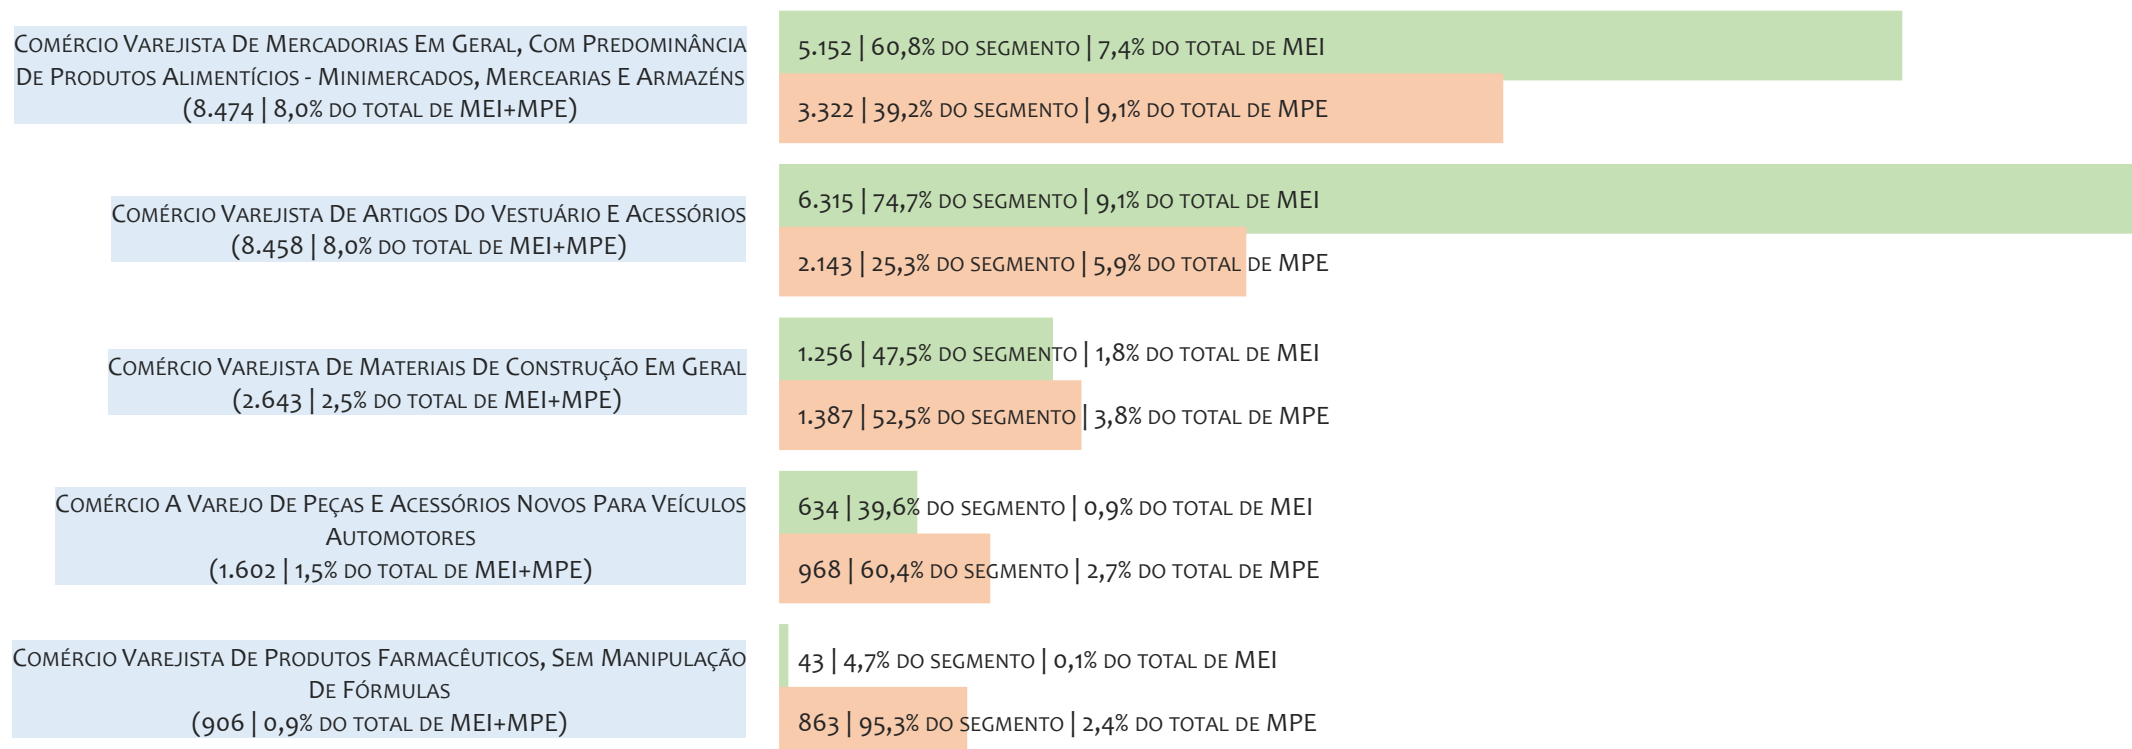 Comércio Varejista De Mercadorias Em Geral, Com Predominância
De Produtos Alimentícios - Minimercados, Mercearias E Armazéns
(8.474 | 8,0% do total de MEI+MPE)
5.152 | 60,8% do segmento | 7,4% do total de MEI
3.322 | 39,2% do segmento | 9,1% do total de MPE
Comércio Varejista De Artigos Do Vestuário E Acessórios
(8.458 | 8,0% do total de MEI+MPE)
6.315 | 74,7% do segmento | 9,1% do total de MEI
2.143 | 25,3% do segmento | 5,9% do total de MPE
Comércio Varejista De Materiais De Construção Em Geral
(2.643 | 2,5% do total de MEI+MPE)
1.256 | 47,5% do segmento | 1,8% do total de MEI
1.387 | 52,5% do segmento | 3,8% do total de MPE
Comércio A Varejo De Peças E Acessórios Novos Para Veículos
Automotores
(1.602 | 1,5% do total de MEI+MPE)
634 | 39,6% do segmento | 0,9% do total de MEI
968 | 60,4% do segmento | 2,7% do total de MPE
Comércio Varejista De Produtos Farmacêuticos, Sem Manipulação
De Fórmulas
(906 | 0,9% do total de MEI+MPE)
43 | 4,7% do segmento | 0,1% do total de MEI
863 | 95,3% do segmento | 2,4% do total de MPE